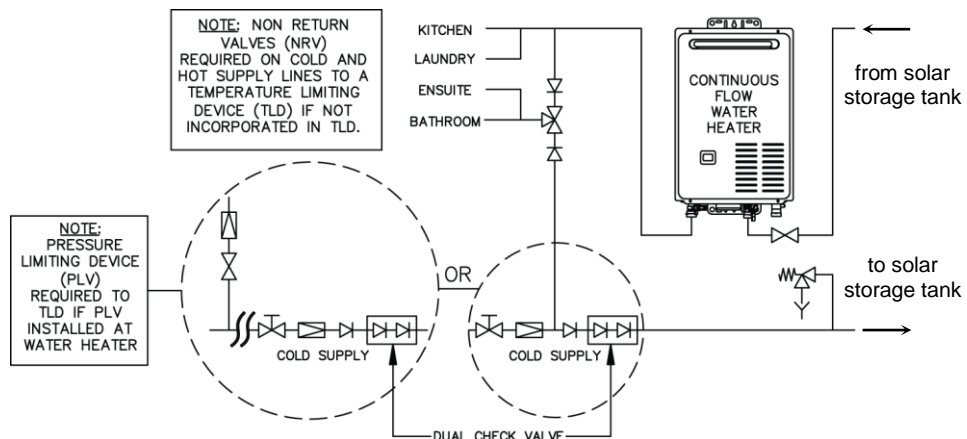 NOTE: NON RETURN
VALVES (NRV)
REQUIRED ON COLD AND
HOT SUPPLY LINES TO A
TEMPERATURE LIMITING
DEVICE (TLD) IF NOT
INCORPORATED IN TLD.
KITCHEN
LAUNDRY
ENSUITE
BATHROOM
CONTINUOUS
FLOW
WATER
HEATER
from solar
storage tank
NOTE:
PRESSURE
LIMITING DEVICE
(PLV)
REQUIRED TO
TLD IF PLV
INSTALLED AT
WATER HEATER
OR
to solar
storage tank
COLD SUPPLY
COLD SUPPLY
DUAL CHECK VALVE